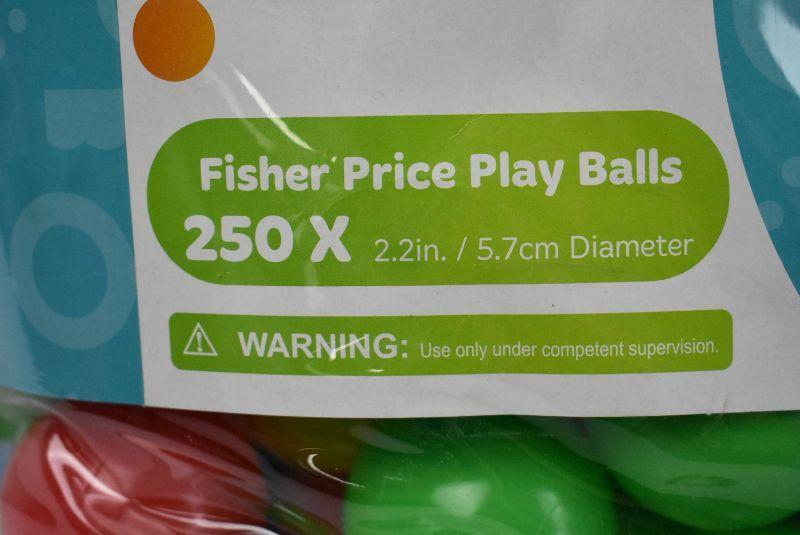 Fisher Price Play Balls
250 X 2.2in. / 5.7cm Diameter
WARNING: Use only under competent supervision.